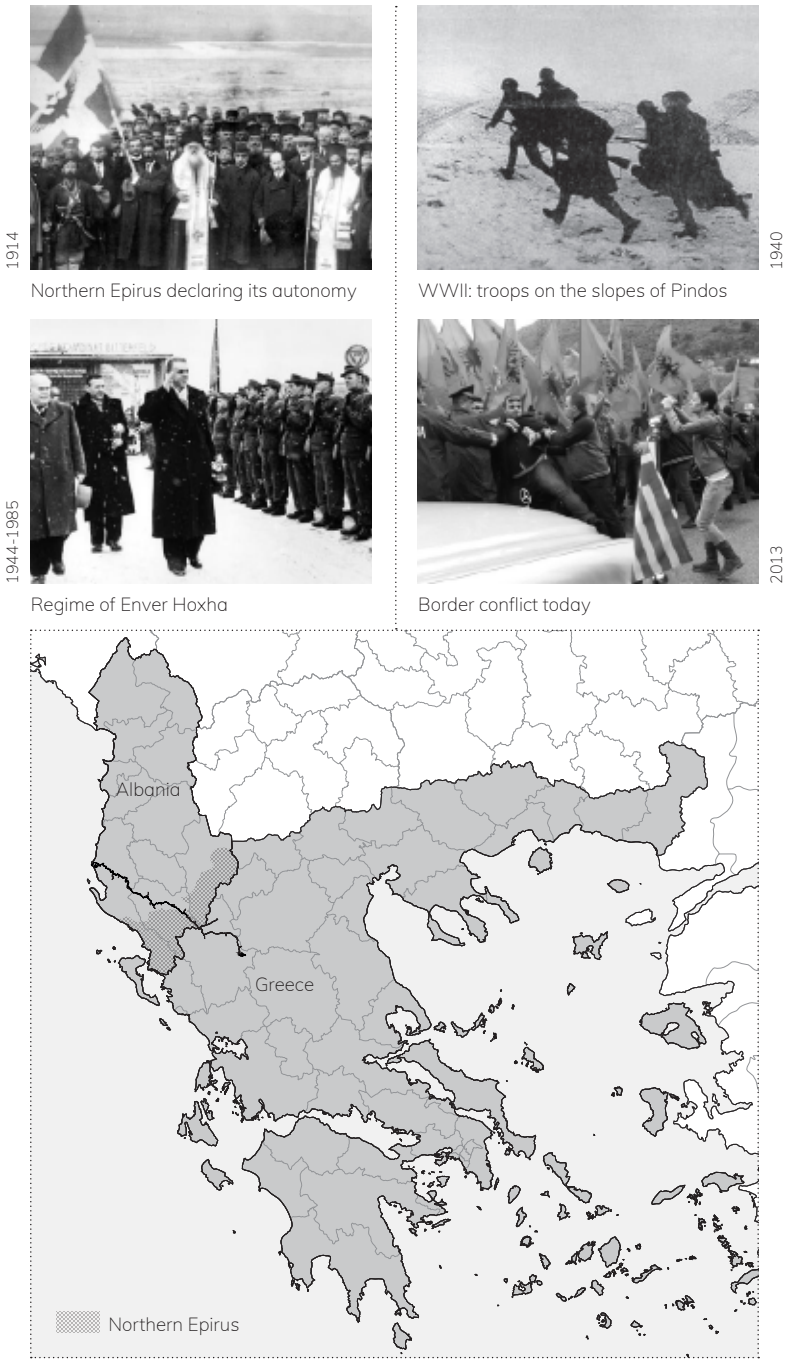 1914
Northern Epirus declaring its autonomy
1940
WWII: troops on the slopes of Pindos
1944-1985
Regime of Enver Hoxha
2013
Border conflict today
Albania
Greece
Northern Epirus